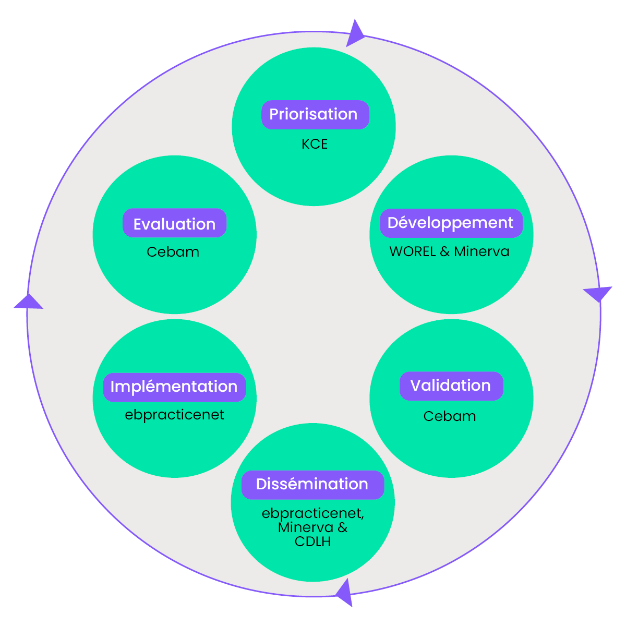 Priorisation
KCE
Développement
WOREL & Minerva
Validation
Cebam
Dissémination
ebpracticenet,
Minerva &
CDLH
Implémentation
ebpracticenet
Evaluation
Cebam